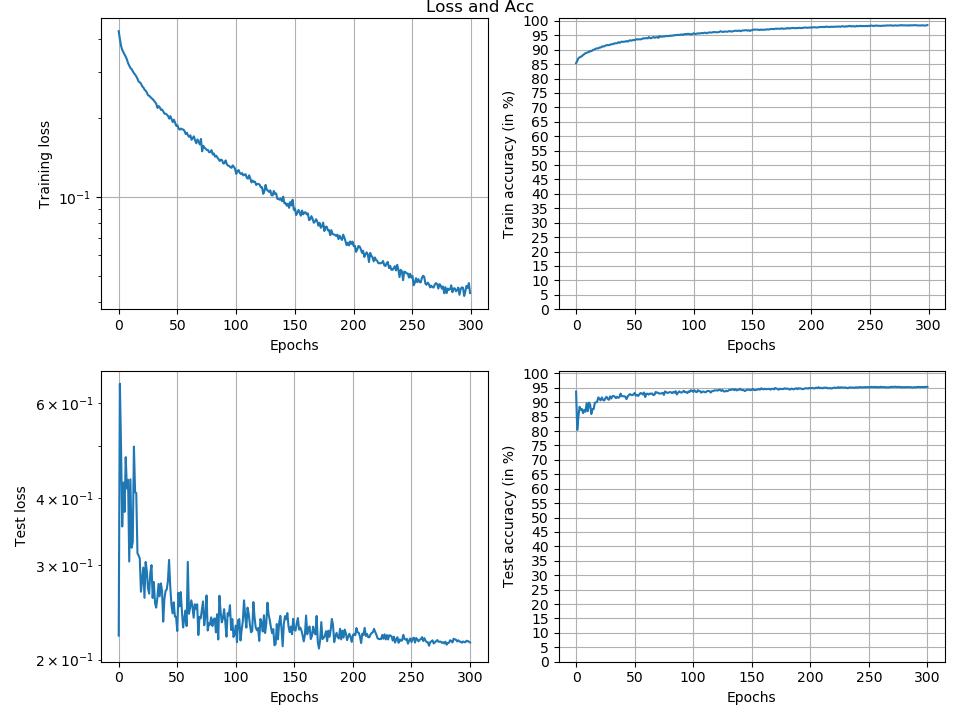 Loss and Acc
Training loss
10⁻¹
0 50 100 150 200 250 300
Epochs
Train accuracy (in %)
100
95
90
85
80
75
70
65
60
55
50
45
40
35
30
25
20
15
10
5
0
0 50 100 150 200 250 300
Epochs
Test loss
6 × 10⁻¹
4 × 10⁻¹
3 × 10⁻¹
2 × 10⁻¹
0 50 100 150 200 250 300
Epochs
Test accuracy (in %)
100
95
90
85
80
75
70
65
60
55
50
45
40
35
30
25
20
15
10
5
0
0 50 100 150 200 250 300
Epochs